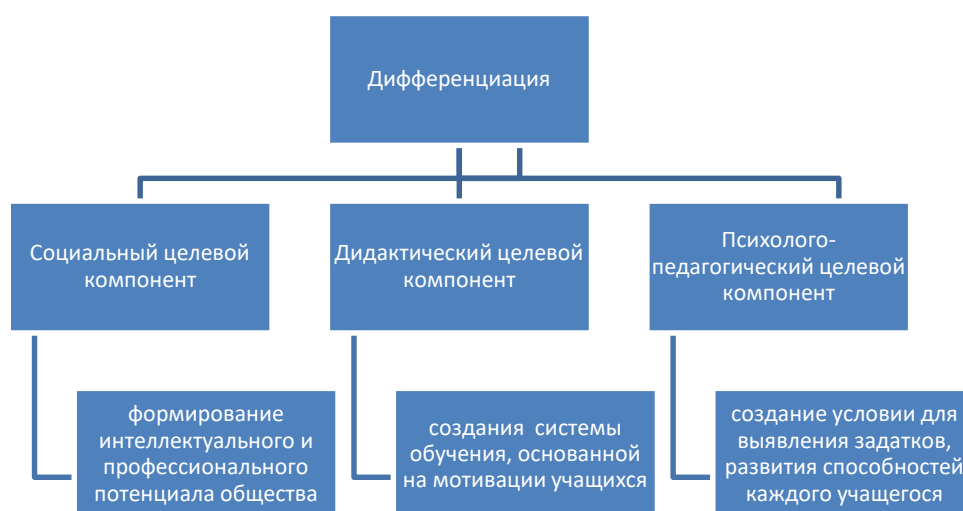 Дифференциация
Социальный целевой
компонент
Дидактический целевой
компонент
Психолого-
педагогический целевой
компонент
формирование
интеллектуального и
профессионального
потенциала общества
создания системы
обучения, основанной
на мотивации учащихся
создание условии для
выявления задатков,
развития способностей
каждого учащегося